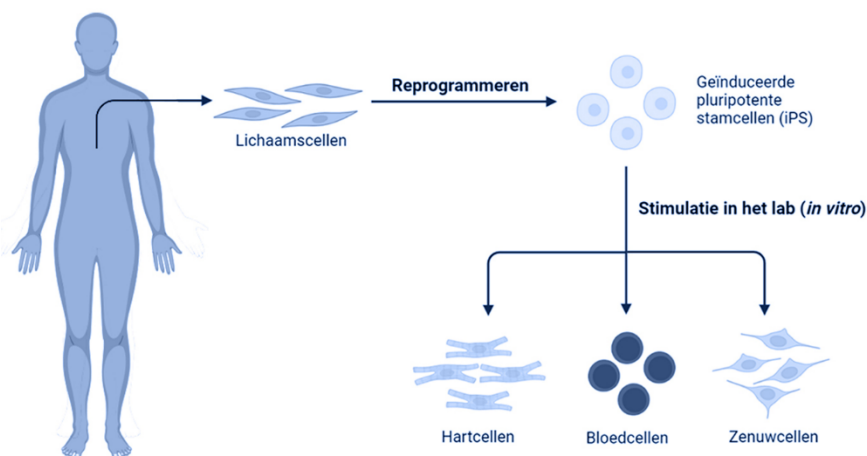 Reprogrammeren
Geïnduceerde
pluripotente
stamcellen (iPS)
Lichaamscellen
Stimulatie in het lab (in vitro)
Hartcellen
Bloedcellen
Zenuwcellen